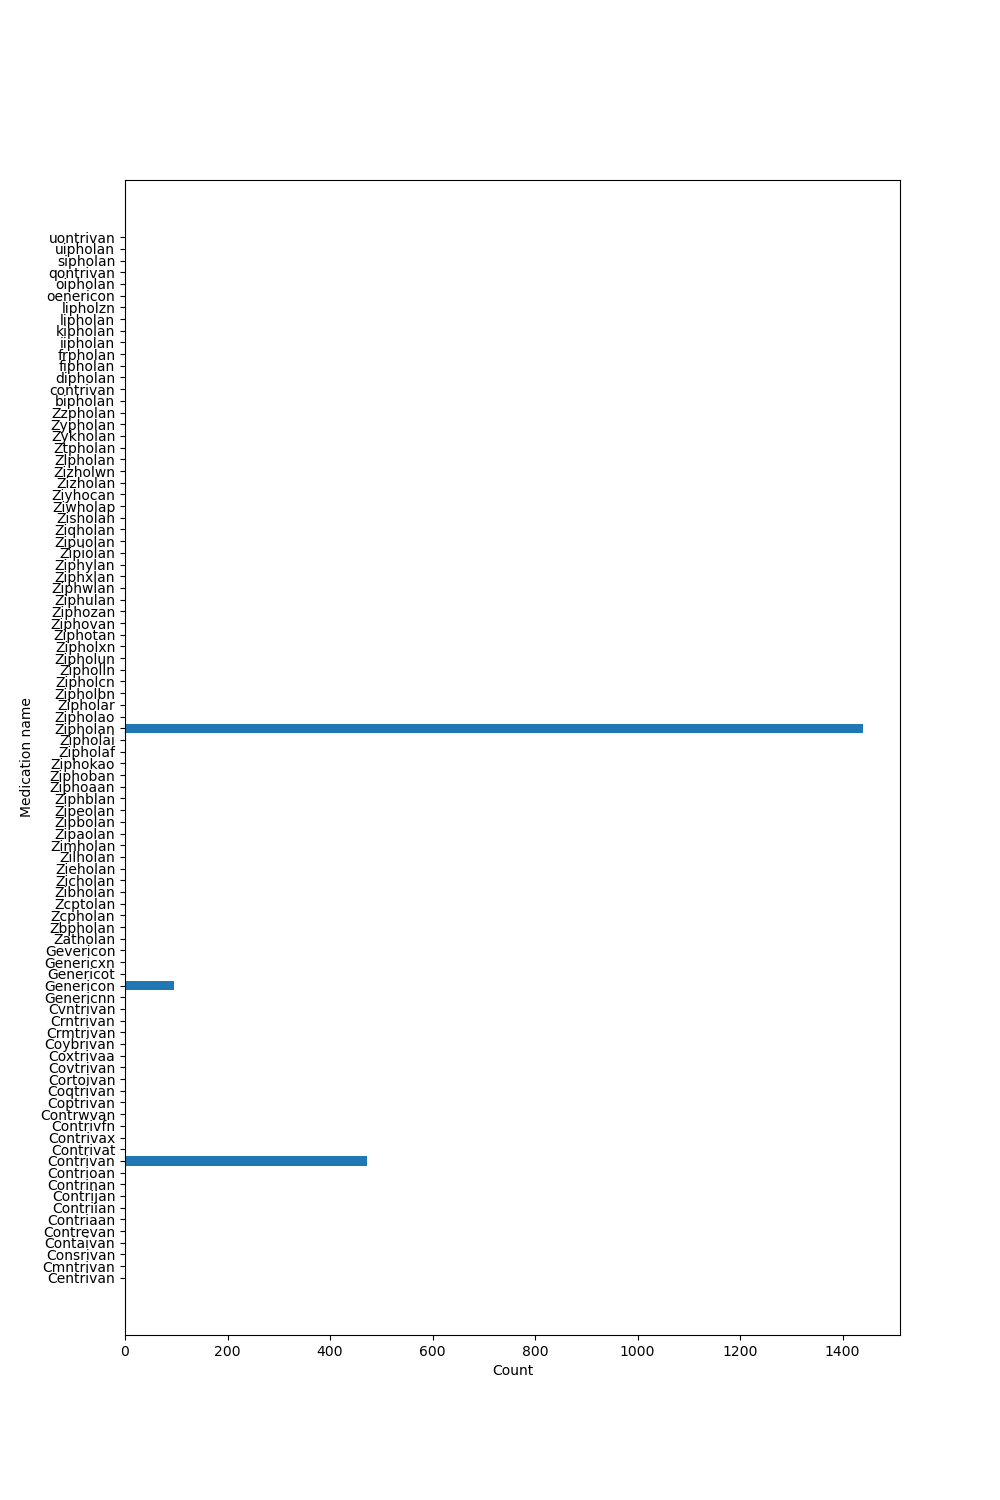 uontrivan
uipholan
sipholan
qontrivan
oipholan
oenericon
lipholzn
lipholan
kipholan
iipholan
frpholan
fipholan
dipholan
contrivan
bipholan
Zzpholan
Zypholan
Zykholan
Ztpholan
Zlpholan
Zizholwn
Zizholan
Ziyhocan
Ziwholap
Zisholan
Ziqholan
Zipuolan
Zipiolan
Ziphylan
Ziphxlan
Ziphwlan
Ziphulan
Ziphozan
Ziphovan
Ziphotan
Zipholxn
Zipholun
Zipholln
Zipholcn
Zipholbn
Zipholar
Zipholao
Zipholan
Zipholai
Zipholaf
Ziphokao
Ziphoban
Ziphoaan
Ziphblan
Zipeolan
Zipbolan
Zipaolan
Zimholan
Zilholan
Zieholan
Zicholan
Zibholan
Zcptolan
Zcpholan
Zbpholan
Zatholan
Gevericon
Genericxn
Genericot
Genericon
Genericnn
Cvntrivan
Crntrivan
Crmtrivan
Coybrivan
Coxtrivaa
Covtrivan
Cortoivan
Coqtrivan
Coptrivan
Contrwvan
Contrivfn
Contrivax
Contrivat
Contrivan
Contrioan
Contrinan
Contrijan
Contriian
Contriaan
Contrevan
Contaivan
Consrivan
Cmntrivan
Centrivan
Medication name
0 200 400 600 800 1000 1200 1400
Count